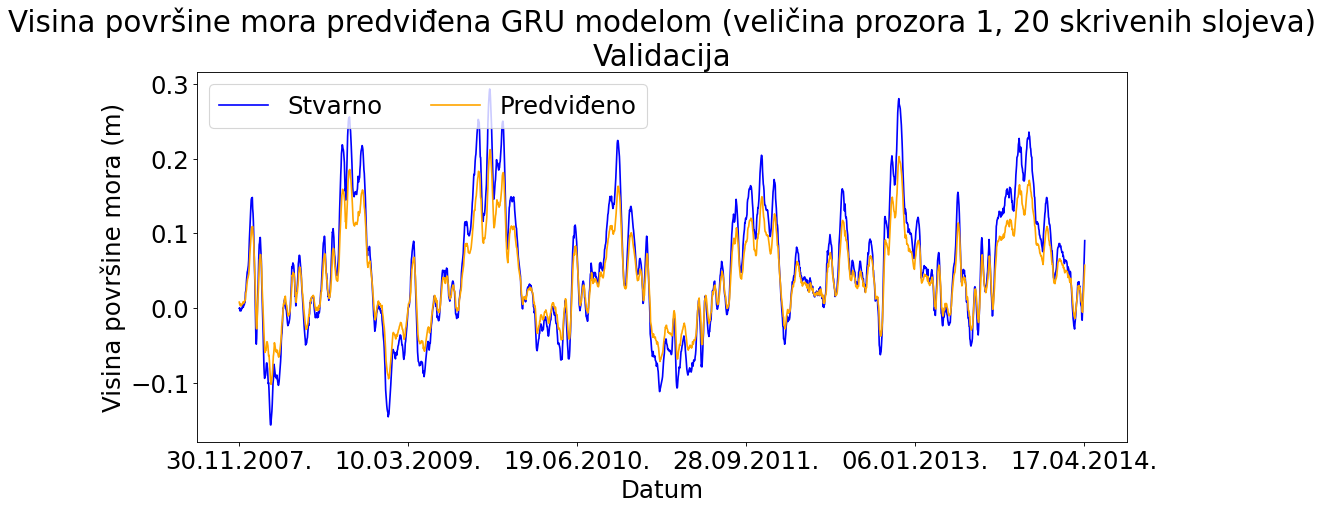 Visina površine mora predviđena GRU modelom (veličina prozora 1, 20 skrivenih slojeva)
Validacija
Stvarno
Predviđeno
Visina površine mora (m)
0.3
0.2
0.1
0.0
−0.1
30.11.2007.
10.03.2009.
19.06.2010.
28.09.2011.
06.01.2013.
17.04.2014.
Datum